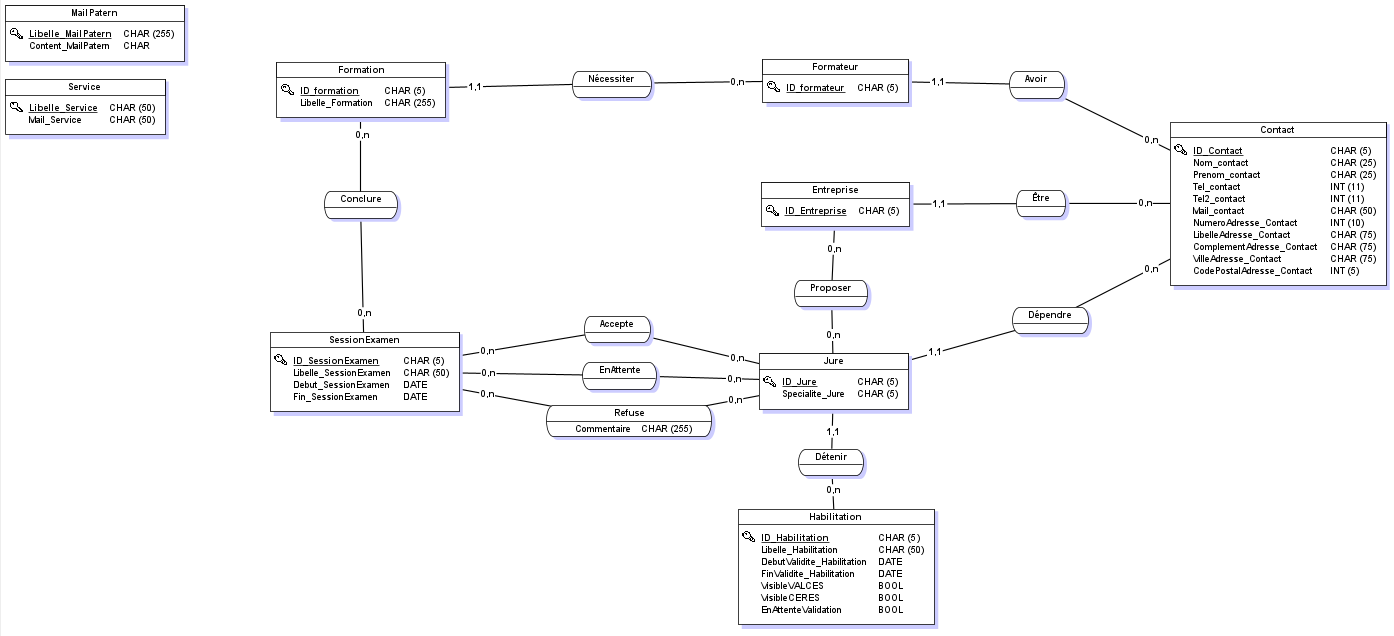 MailPatern
Libelle_MailPatern CHAR (255)
Content_MailPatern CHAR
Service
Libelle_Service CHAR (50)
Mail_Service CHAR (50)
Formation
ID_formation CHAR (5)
Libelle_Formation CHAR (255)
1,1
Nécessiter
0,n
Formateur
ID_formateur CHAR (5)
1,1
Avoir
0,n
Contact
ID_Contact CHAR (5)
Nom_contact CHAR (25)
Prenom_contact CHAR (25)
Tel_contact INT (11)
Tel2_contact INT (11)
Mail_contact CHAR (50)
NumeroAdresse_Contact INT (10)
LibelleAdresse_Contact CHAR (75)
ComplementAdresse_Contact CHAR (75)
VilleAdresse_Contact CHAR (75)
CodePostalAdresse_Contact INT (5)
0,n
Conclure
0,n
Entreprise
ID_Entreprise CHAR (5)
1,1
Être
0,n
0,n
Proposer
0,n
0,n
Dépendre
1,1
SessionExamen
ID_SessionExamen CHAR (5)
Libelle_SessionExamen CHAR (50)
Debut_SessionExamen DATE
Fin_SessionExamen DATE
0,n
Accepte
0,n
0,n
EnAttente
0,n
0,n
Refuse
Commentaire CHAR (255)
0,n
Jure
ID_Jure CHAR (5)
Specialite_Jure CHAR (5)
1,1
Détenir
0,n
Habilitation
ID_Habilitation CHAR (5)
Libelle_Habilitation CHAR (50)
DebutValidite_Habilitation DATE
FinValidite_Habilitation DATE
VisibleVALCES BOOL
VisibleCERES BOOL
EnAttenteValidation BOOL